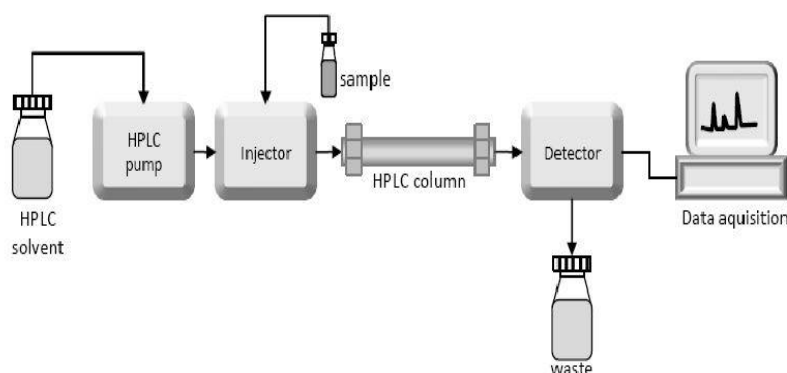 sample
HPLC
pump
Injector
Detector
HPLC column
HPLC
solvent
Data aquisition
waste